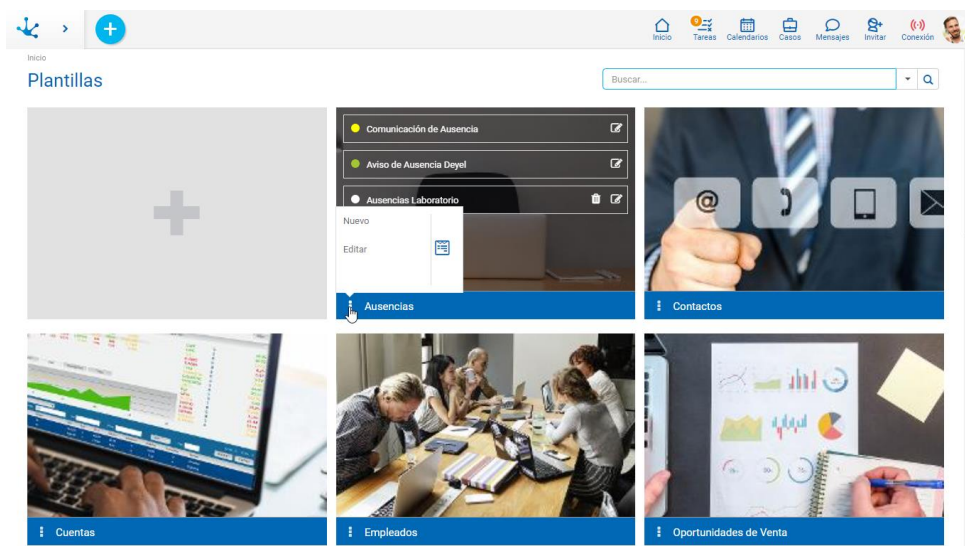 Inicio
9
Tareas
Calendarios
Casos
Mensajes
Invitar
Conexión
Inicio
Plantillas
Buscar...
Comunicación de Ausencia
Aviso de Ausencia Deyel
Ausencias Laboratorio
Nuevo
Editar
Ausencias
Contactos
Cuentas
Empleados
Oportunidades de Venta